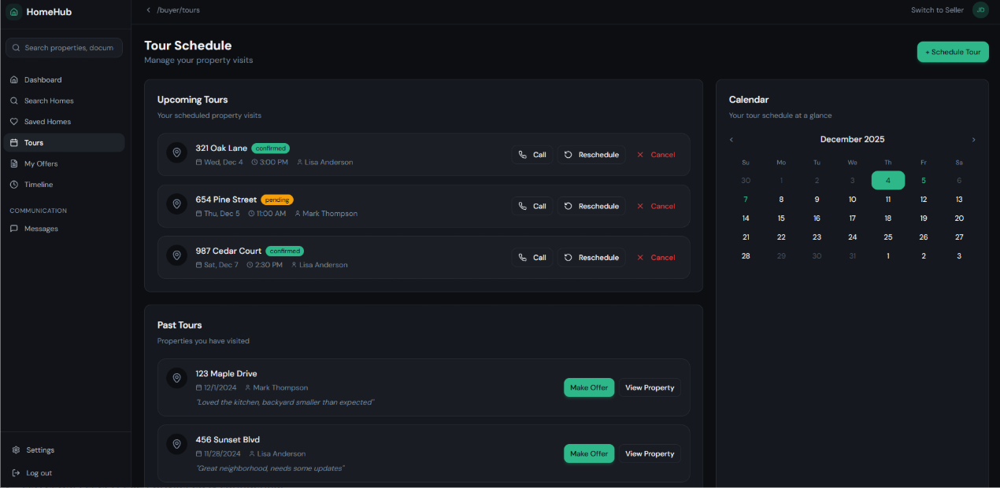 HomeHub
/buyer/tours
Switch to Seller
JD
Search properties, docum
Dashboard
Search Homes
Saved Homes
Tours
My Offers
Timeline
COMMUNICATION
Messages
Settings
Log out
Tour Schedule
Manage your property visits
+ Schedule Tour
Upcoming Tours
Your scheduled property visits
321 Oak Lane confirmed
Wed, Dec 4 3:00 PM Lisa Anderson
Call Reschedule Cancel
654 Pine Street pending
Thu, Dec 5 11:00 AM Mark Thompson
Call Reschedule Cancel
987 Cedar Court confirmed
Sat, Dec 7 2:30 PM Lisa Anderson
Call Reschedule Cancel
Past Tours
Properties you have visited
123 Maple Drive
12/1/2024 Mark Thompson
"Loved the kitchen, backyard smaller than expected"
Make Offer View Property
456 Sunset Blvd
11/28/2024 Lisa Anderson
"Great neighborhood, needs some updates"
Make Offer View Property
Calendar
Your tour schedule at a glance
December 2025
Su Mo Tu We Th Fr Sa
30 1 2 3 4 5 6
7 8 9 10 11 12 13
14 15 16 17 18 19 20
21 22 23 24 25 26 27
28 29 30 31 1 2 3